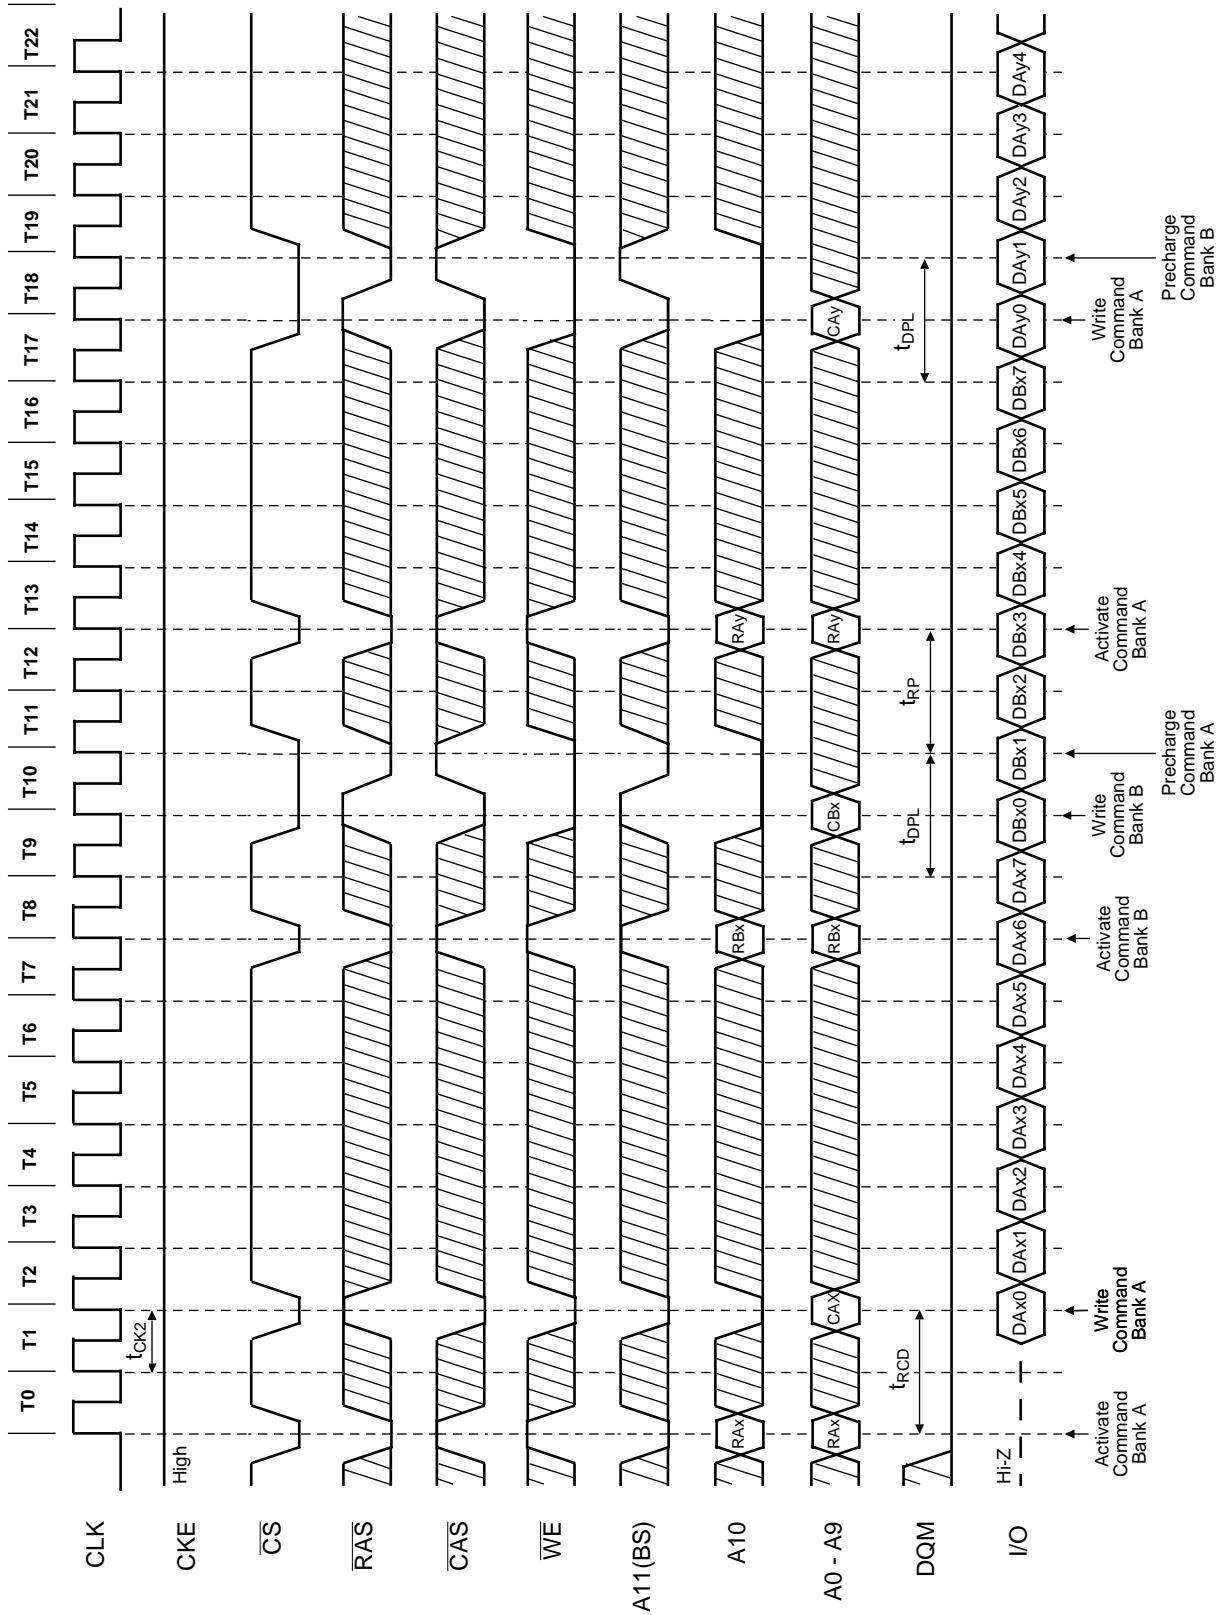 T0 T1 T2 T3 T4 T5 T6 T7 T8 T9 T10 T11 T12 T13 T14 T15 T16 T17 T18 T19 T20 T21 T22
CLK
tCK2
CKE
High
CS
RAS
CAS
WE
A11(BS)
A10
RAx RBx RAy
A0 - A9
RAx CAX RBx CBx RAy CAy
DQM
tRCD tDPL tRP tDPL
I/O
Hi-Z
DAx0 DAx1 DAx2 DAx3 DAx4 DAx5 DAx6 DAx7 DBx0 DBx1 DBx2 DBx3 DBx4 DBx5 DBx6 DBx7 DAy0 DAy1 DAy2 DAy3 DAy4
Activate
Command
Bank A
Write
Command
Bank A
Activate
Command
Bank B
Write
Command
Bank B
Precharge
Command
Bank A
Activate
Command
Bank A
Write
Command
Bank A
Precharge
Command
Bank B